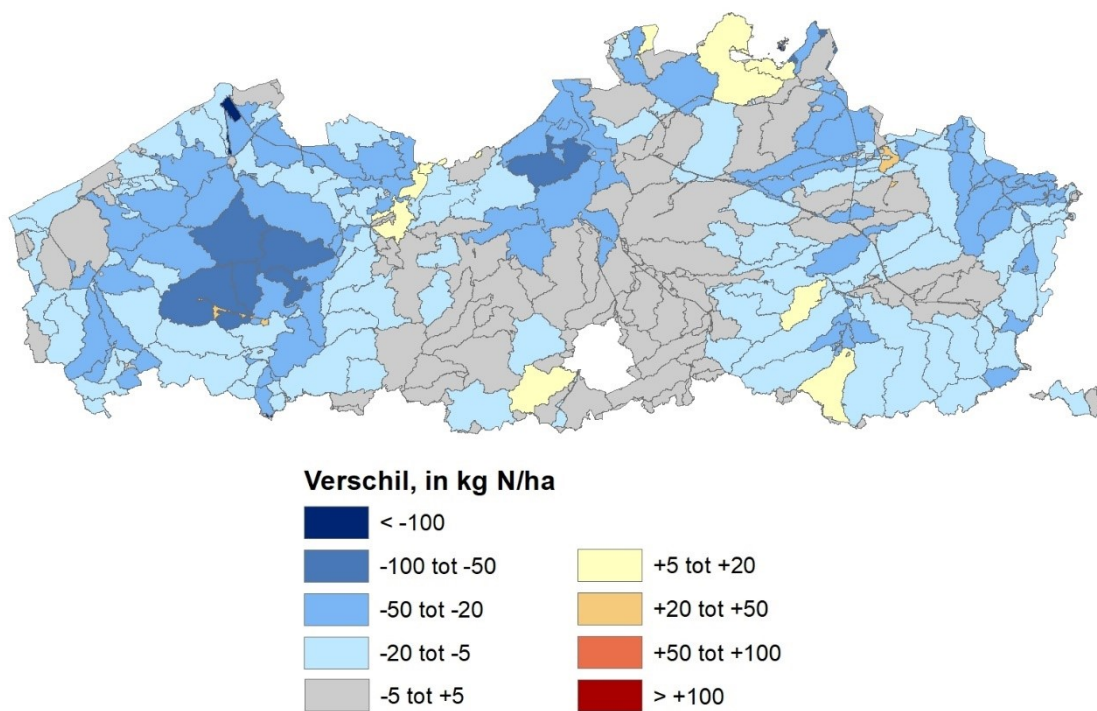 Verschil, in kg N/ha
< -100
-100 tot -50
-50 tot -20
-20 tot -5
-5 tot +5
+5 tot +20
+20 tot +50
+50 tot +100
> +100